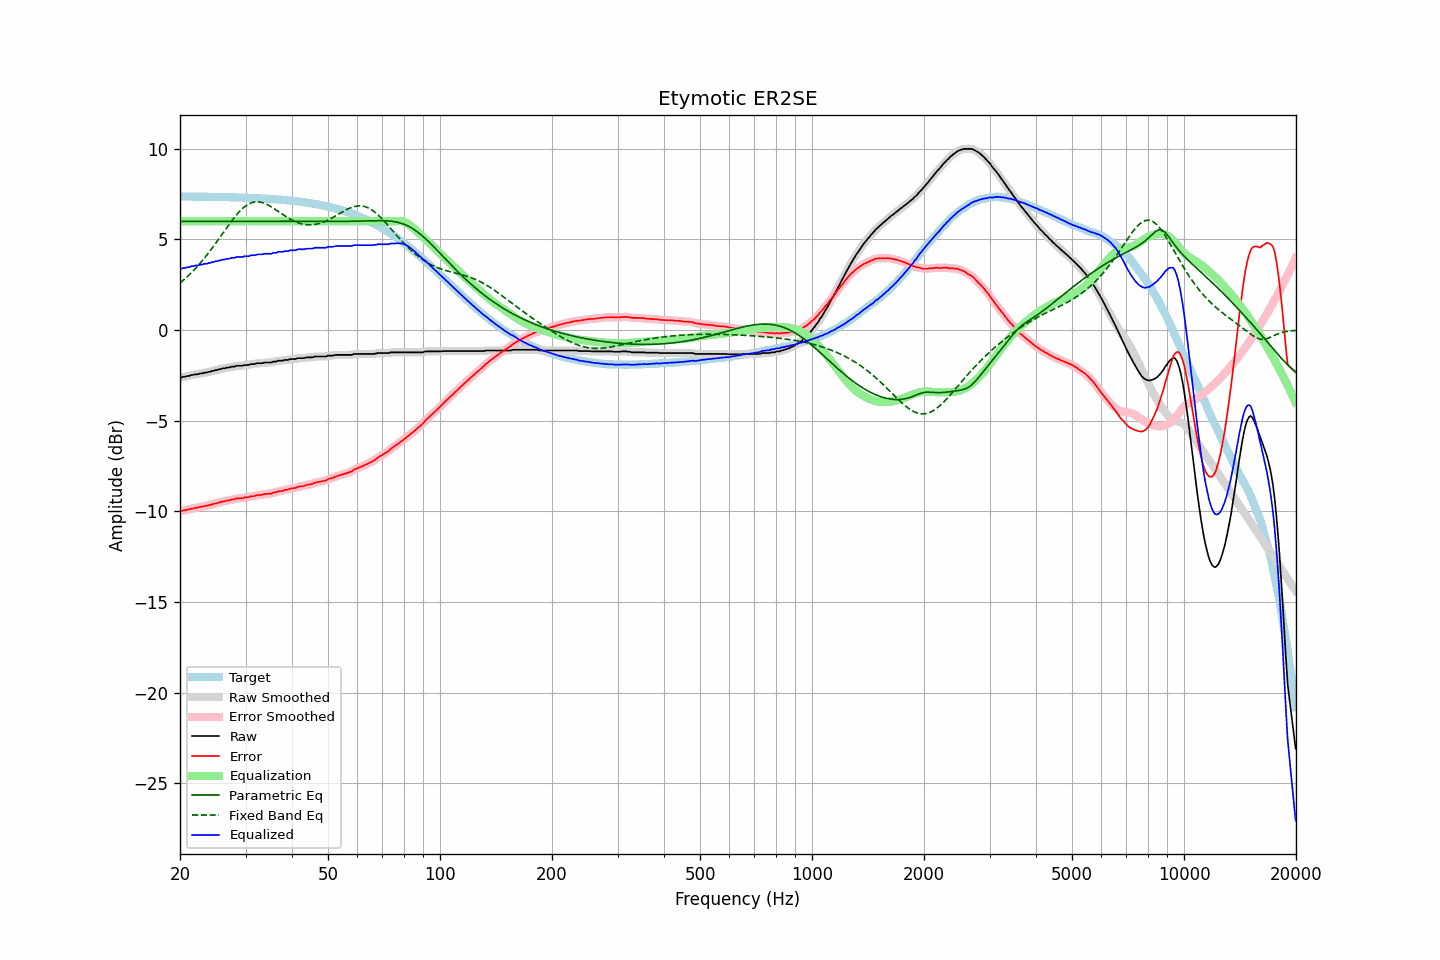 Etymotic ER2SE
Amplitude (dBr)
10
5
0
−5
−10
−15
−20
−25
Target
Raw Smoothed
Error Smoothed
Raw
Error
Equalization
Parametric Eq
Fixed Band Eq
Equalized
20 50 100 200 500 1000 2000 5000 10000 20000
Frequency (Hz)